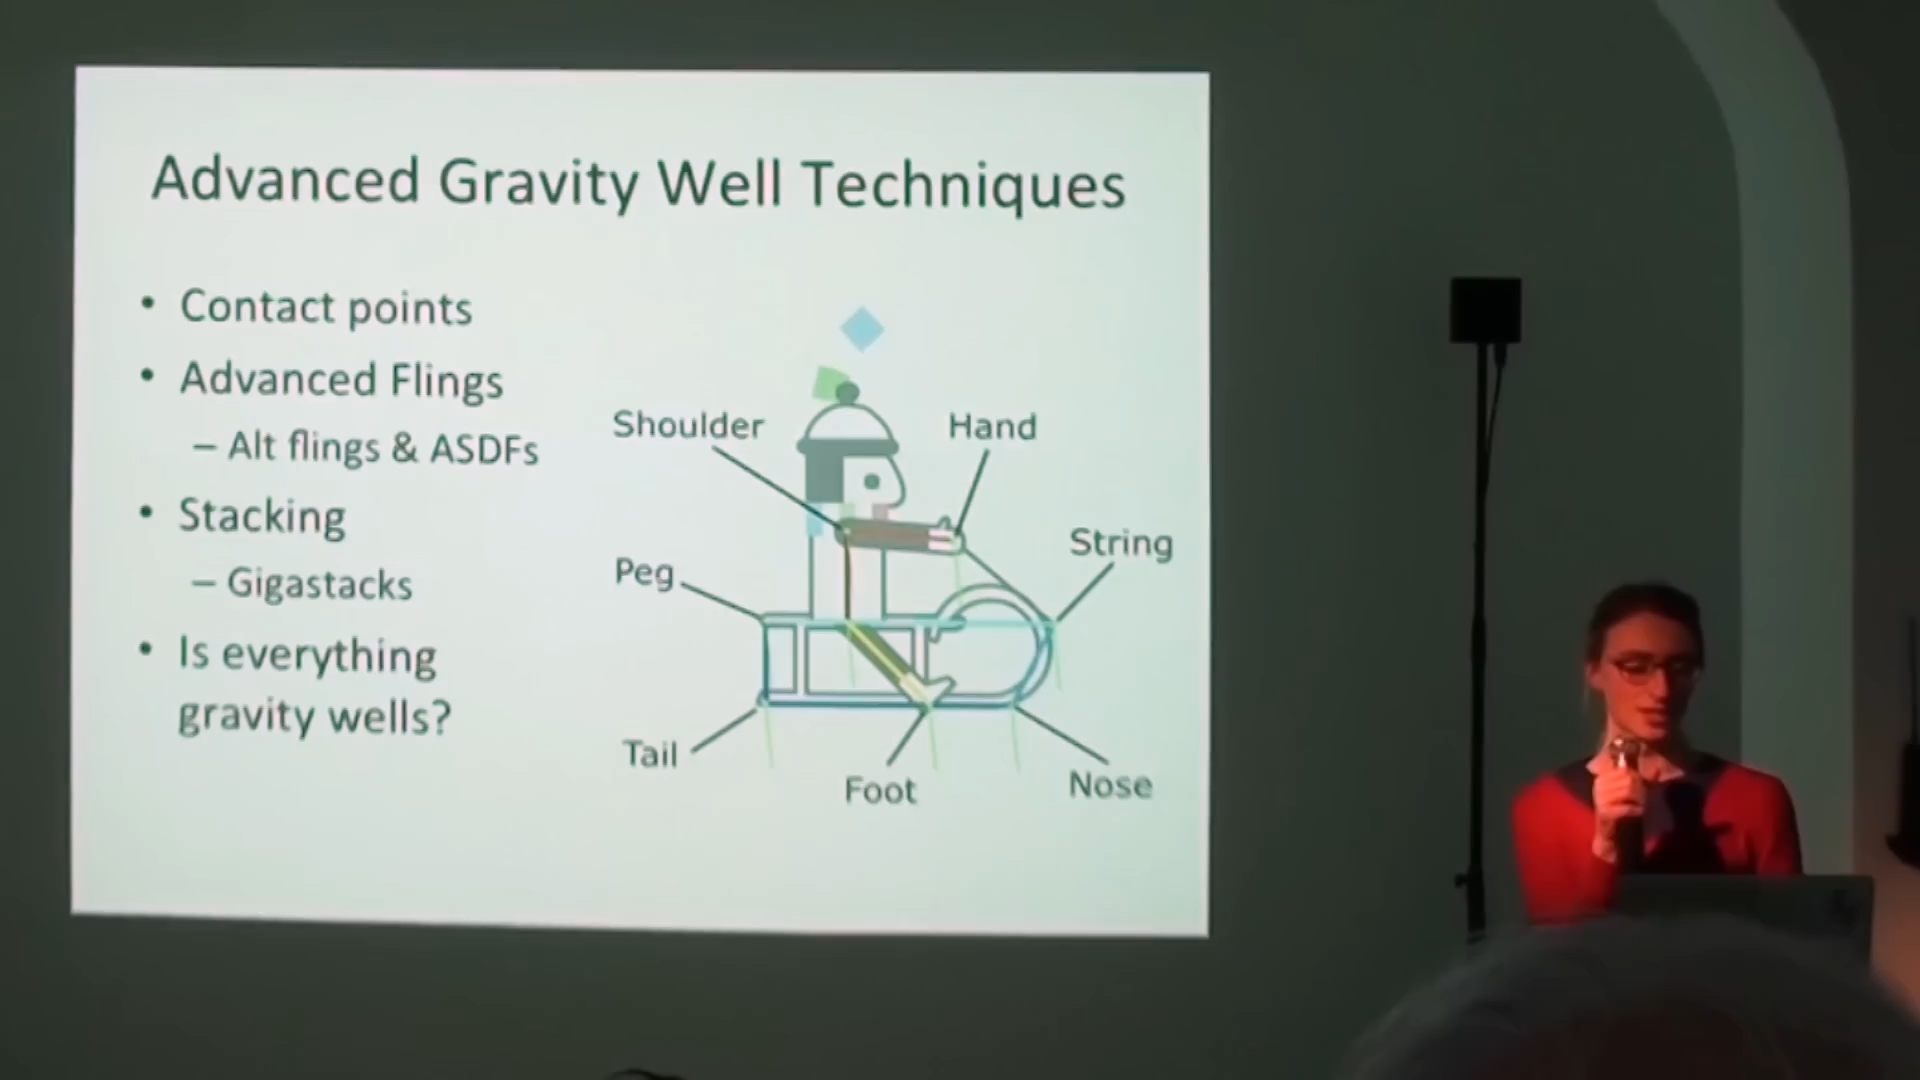 Advanced Gravity Well Techniques
• Contact points
• Advanced Flings
– Alt flings & ASDFs
• Stacking
– Gigastacks
• Is everything
gravity wells?
Shoulder
Hand
String
Peg
Tail
Foot
Nose